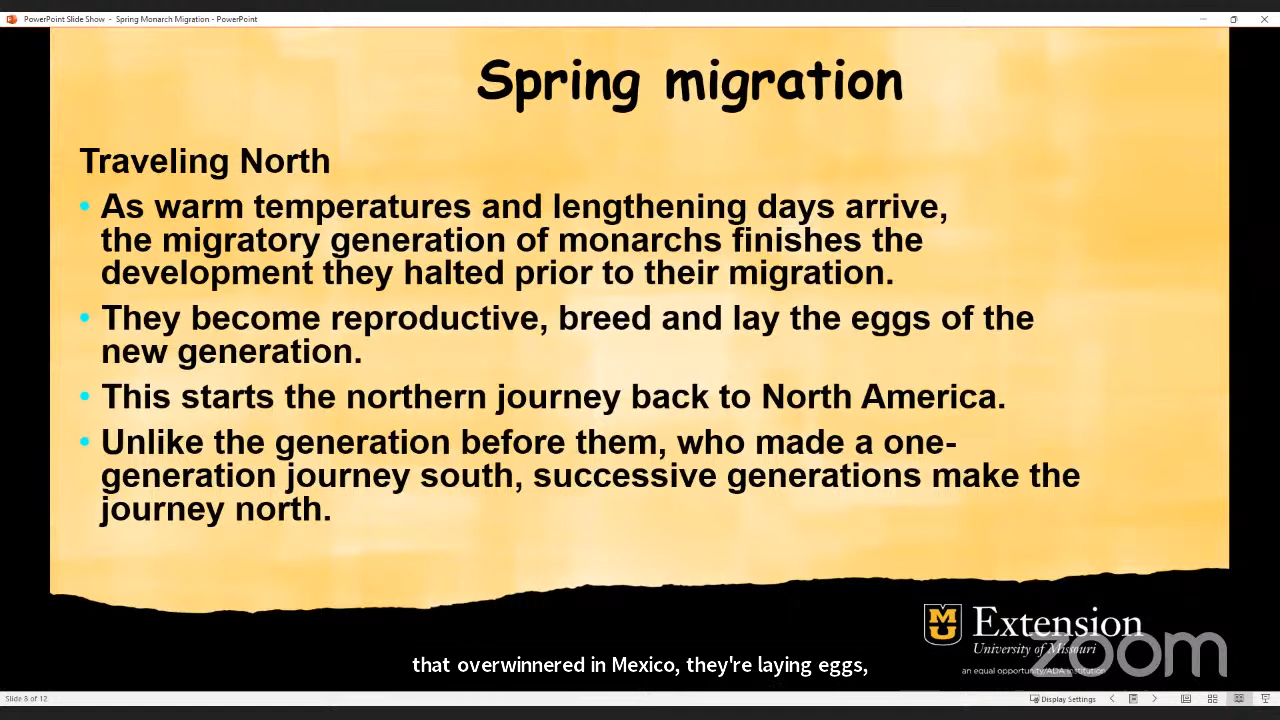 PowerPoint Slide Show - Spring Monarch Migration - PowerPoint
Spring migration
Traveling North
• As warm temperatures and lengthening days arrive,
the migratory generation of monarchs finishes the
development they halted prior to their migration.
• They become reproductive, breed and lay the eggs of the
new generation.
• This starts the northern journey back to North America.
• Unlike the generation before them, who made a one-
generation journey south, successive generations make the
journey north.
MU Extension
University of Missouri
an equal opportunity/ADA institution
zoom
that overwinnered in Mexico, they're laying eggs,
Slide 8 of 12
Display Settings